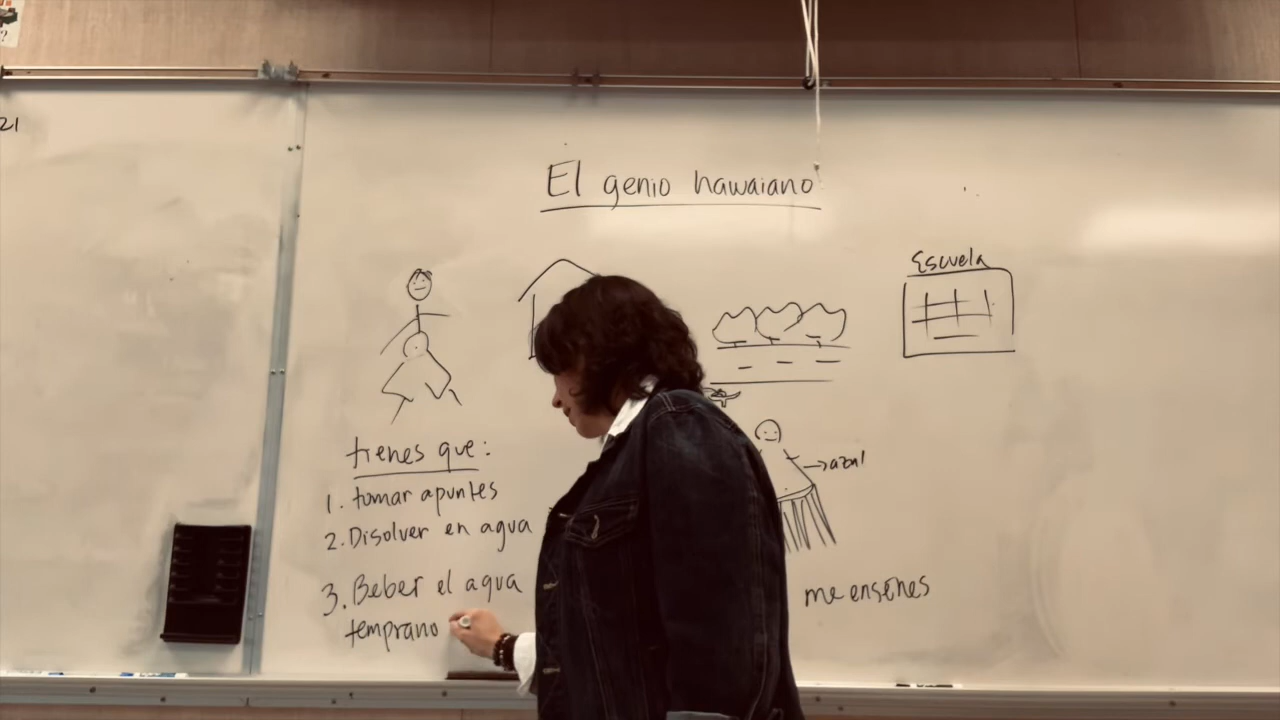 21
El genio hawaiano
Escuela
tienes que:
1. tomar apuntes
2. Disolver en agua
3. Beber el agua
temprano
→azul
me enseñes
?